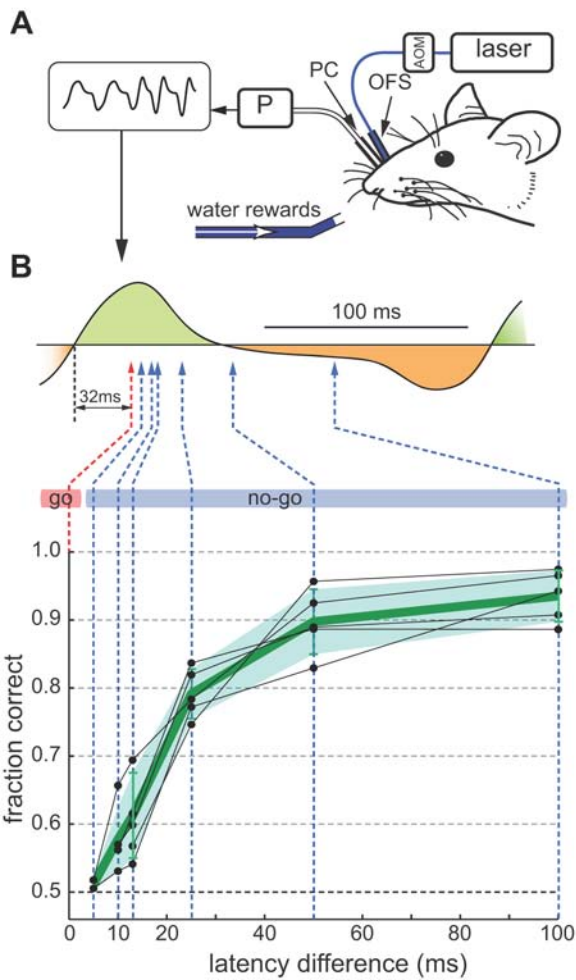 A
laser
AOM
PC
OFS
P
water rewards
B
100 ms
32ms
go
no-go
1.0
0.9
0.8
0.7
0.6
0.5
fraction correct
0 10 20 40 60 80 100
latency difference (ms)